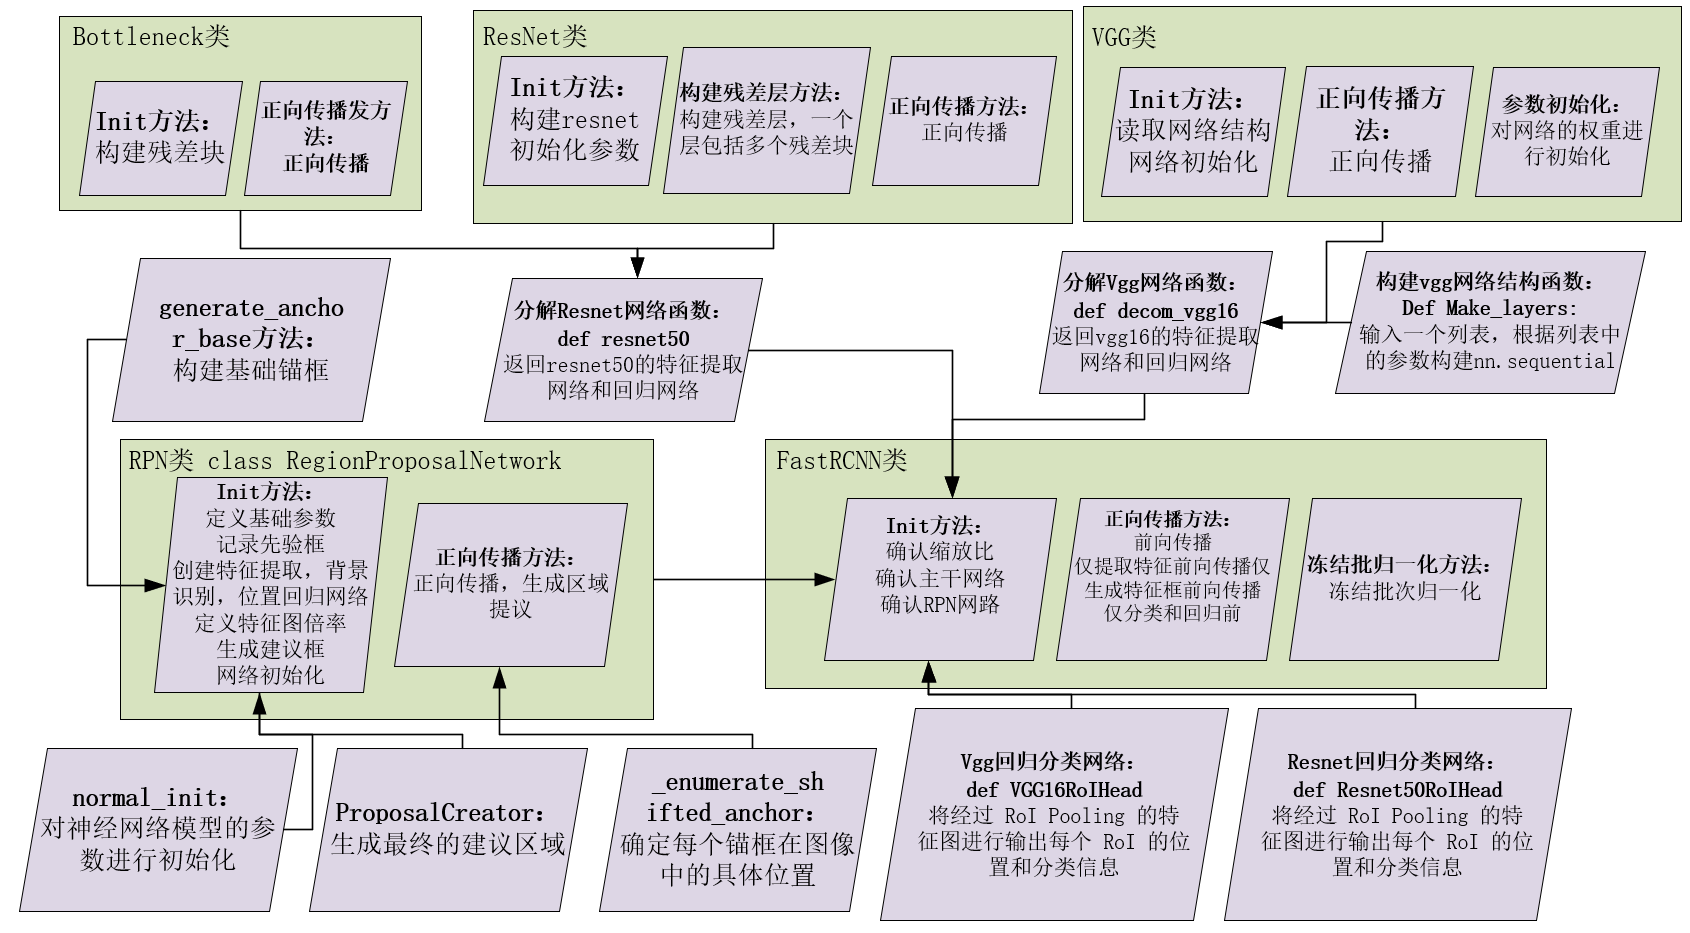 Bottleneck类
Init方法：
构建残差块
正向传播发方
法：
正向传播
ResNet类
Init方法：
构建resnet
初始化参数
构建残差层方法：
构建残差层，一个
层包括多个残差块
正向传播方法：
正向传播
VGG类
Init方法：
读取网络结构
网络初始化
正向传播方
法：
正向传播
参数初始化：
对网络的权重进
行初始化
generate_ancho
r_base方法：
构建基础锚框
分解Resnet网络函数：
def resnet50
返回resnet50的特征提取
网络和回归网络
分解Vgg网络函数：
def decom_vgg16
返回vgg16的特征提取
网络和回归网络
构建vgg网络结构函数：
Def Make_layers:
输入一个列表，根据列表中
的参数构建nn.sequential
RPN类 class RegionProposalNetwork
Init方法：
定义基础参数
记录先验框
创建特征提取，背景
识别，位置回归网络
定义特征图倍率
生成建议框
网络初始化
正向传播方法：
正向传播，生成区域
提议
FastRCNN类
Init方法：
确认缩放比
确认主干网络
确认RPN网路
正向传播方法：
前向传播
仅提取特征前向传播仅
生成特征框前向传播
仅分类和回归前
冻结批归一化方法：
冻结批次归一化
normal_init：
对神经网络模型的参
数进行初始化
ProposalCreator：
生成最终的建议区域
_enumerate_sh
ifted_anchor：
确定每个锚框在图像
中的具体位置
Vgg回归分类网络：
def VGG16RoIHead
将经过 RoI Pooling 的特
征图进行输出每个 RoI 的位
置和分类信息
Resnet回归分类网络：
def Resnet50RoIHead
将经过 RoI Pooling 的特
征图进行输出每个 RoI 的位
置和分类信息